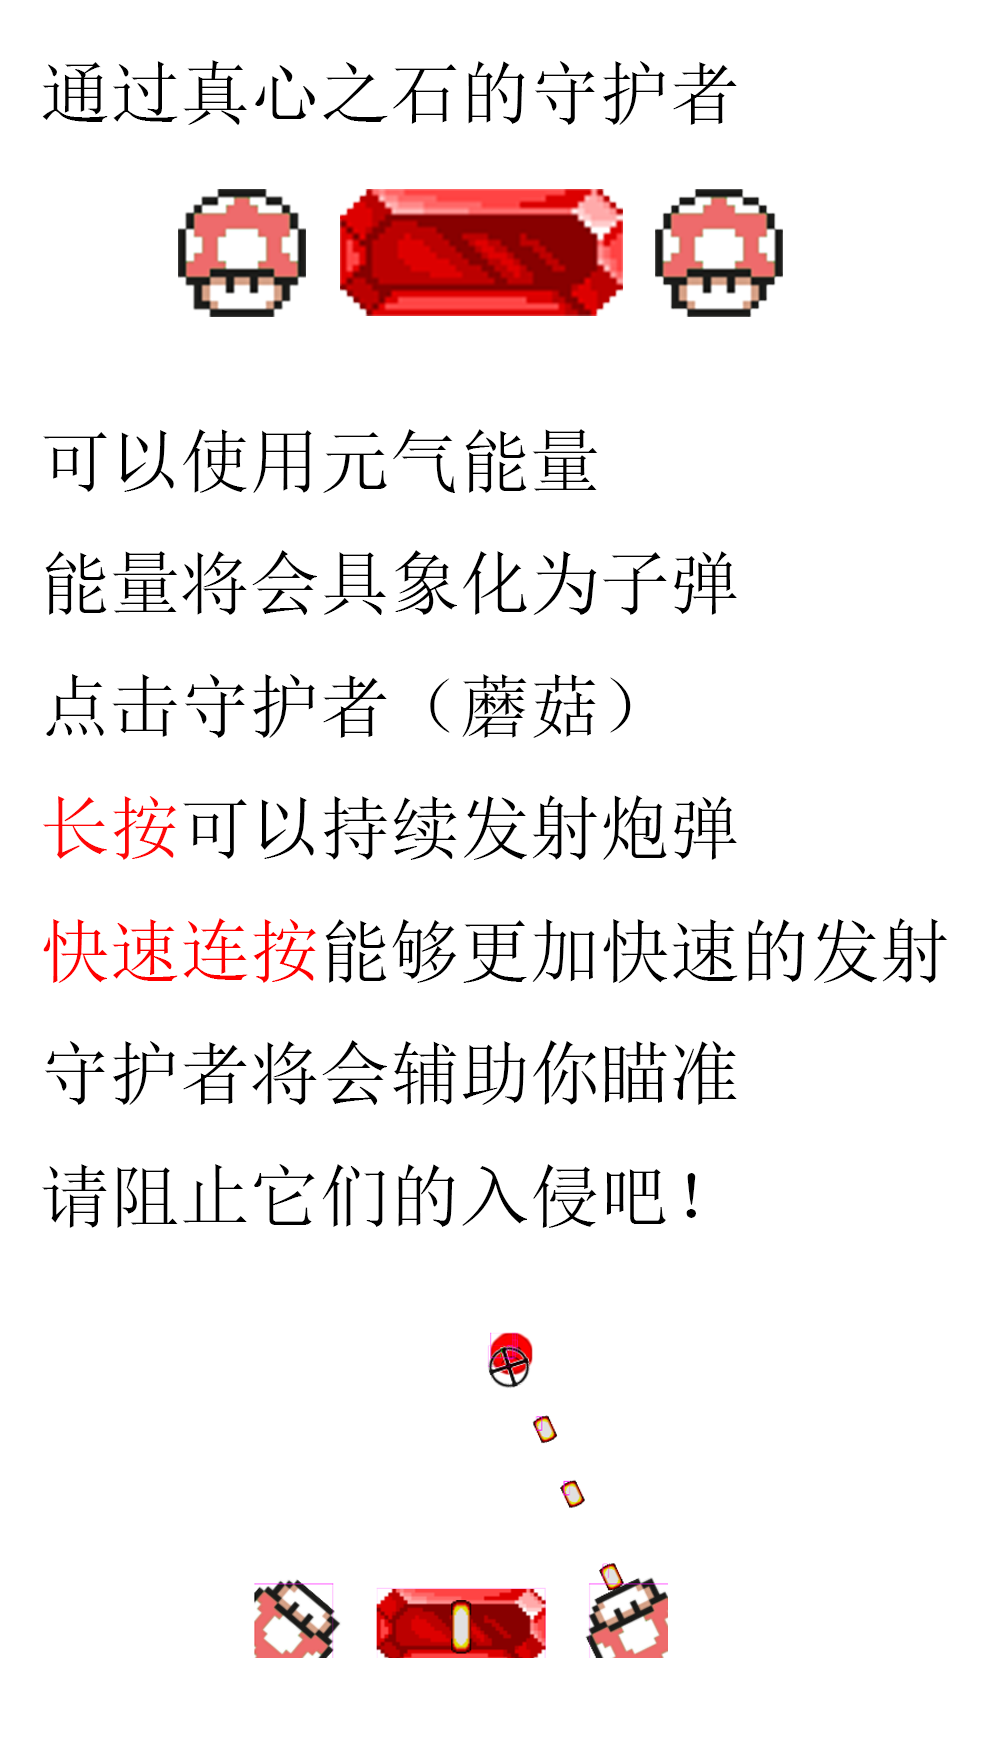 通过真心之石的守护者
可以使用元气能量
能量将会具象化为子弹
点击守护者（蘑菇）
长按可以持续发射炮弹
快速连按能够更加快速的发射
守护者将会辅助你瞄准
请阻止它们的入侵吧！